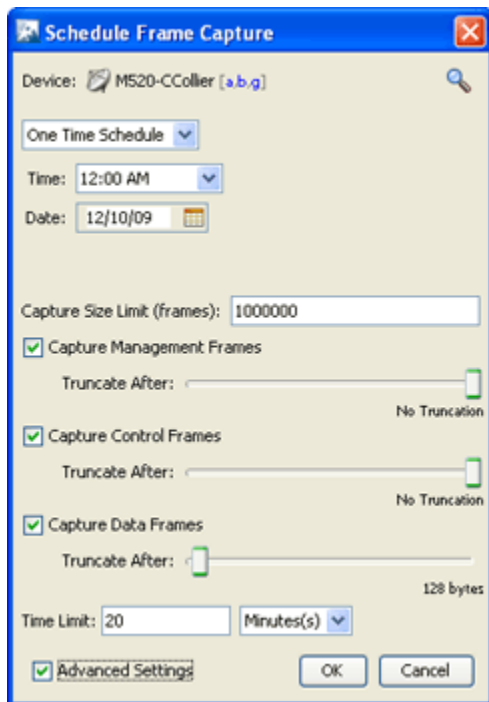 Schedule Frame Capture
Device: M520-CCollier [a,b,g]
One Time Schedule
Time: 12:00 AM
Date: 12/10/09
Capture Size Limit (frames): 1000000
Capture Management Frames
Truncate After:
No Truncation
Capture Control Frames
Truncate After:
No Truncation
Capture Data Frames
Truncate After:
128 bytes
Time Limit: 20 Minutes(s)
Advanced Settings OK Cancel